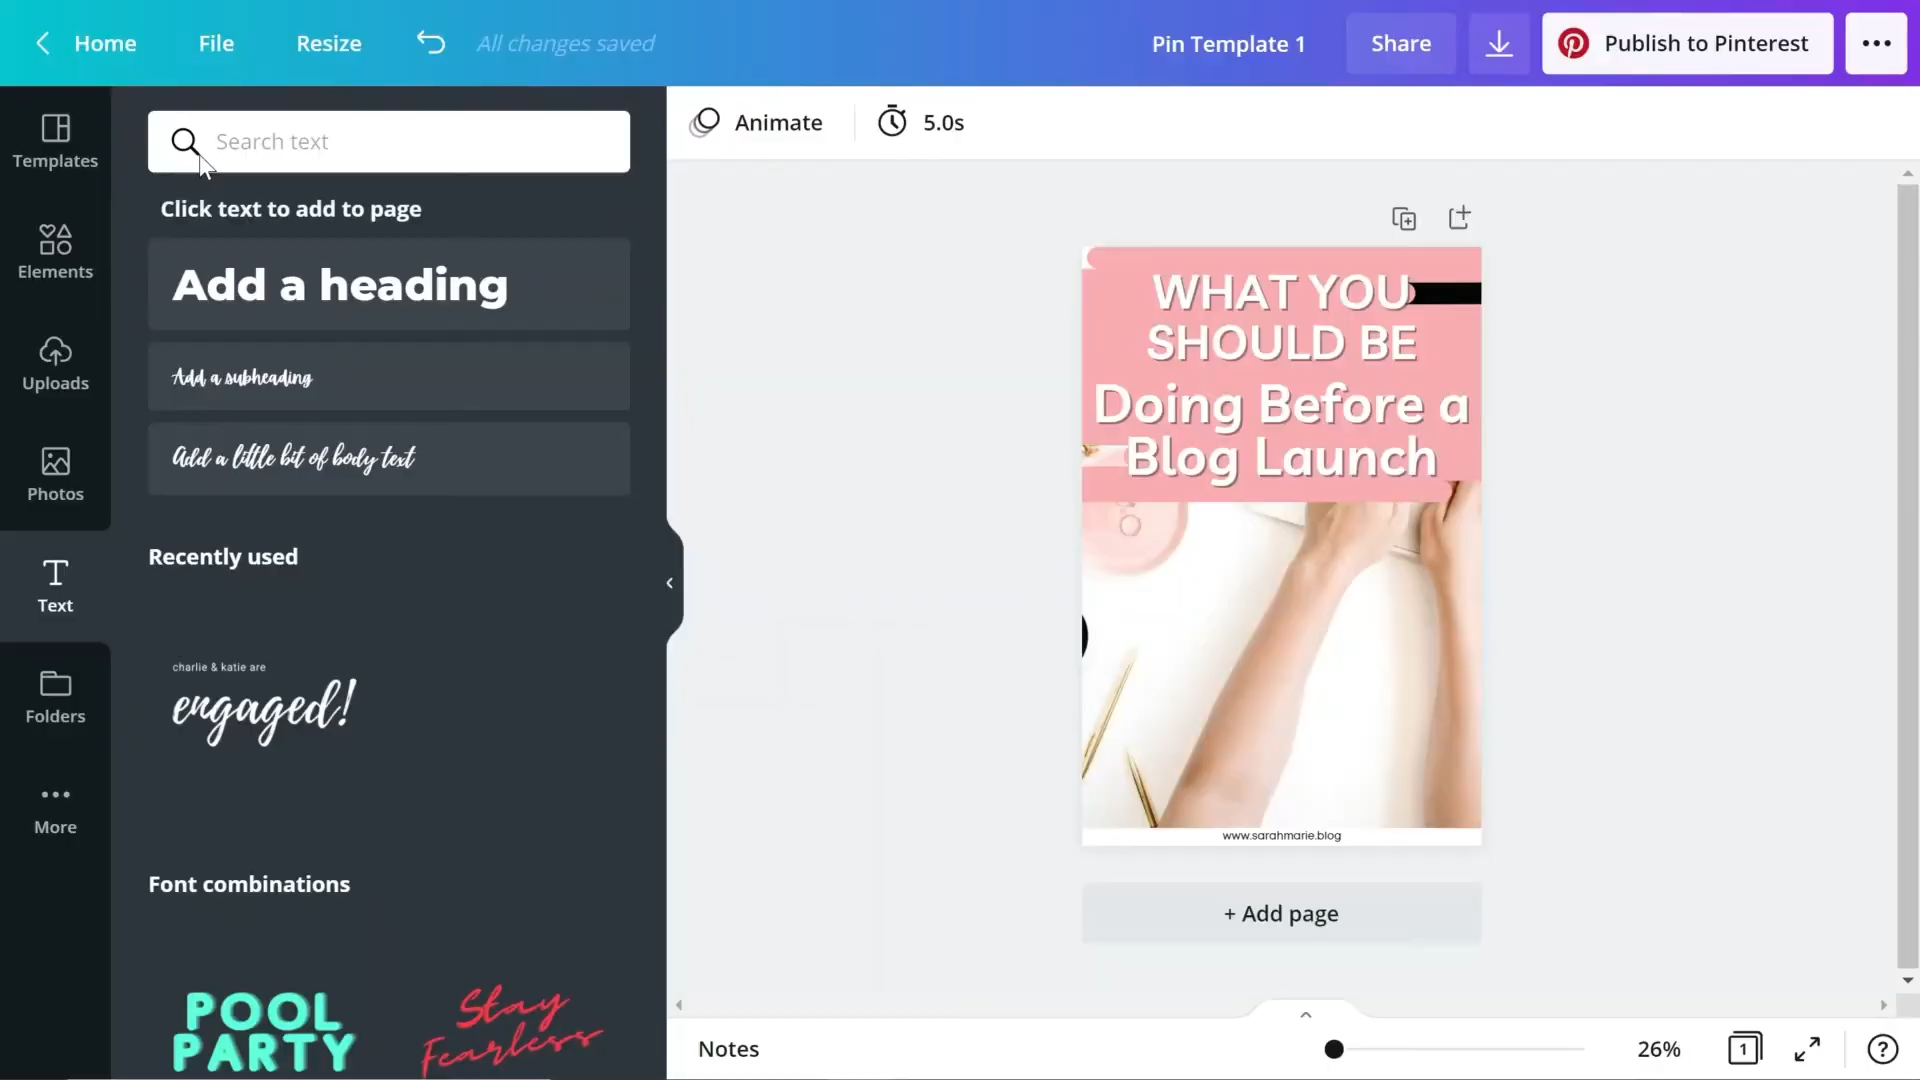 Home
File
Resize
All changes saved
Pin Template 1
Share
Publish to Pinterest
Templates
Elements
Uploads
Photos
Text
Folders
More
Search text
Click text to add to page
Add a heading
Add a subheading
Add a little bit of body text
Recently used
charlie & katie are
engaged!
Font combinations
POOL
PARTY
Stay
Fearless
Animate
5.0s
WHAT YOU
SHOULD BE
Doing Before a
Blog Launch
www.sarahmarie.blog
+ Add page
Notes
26%
1
?